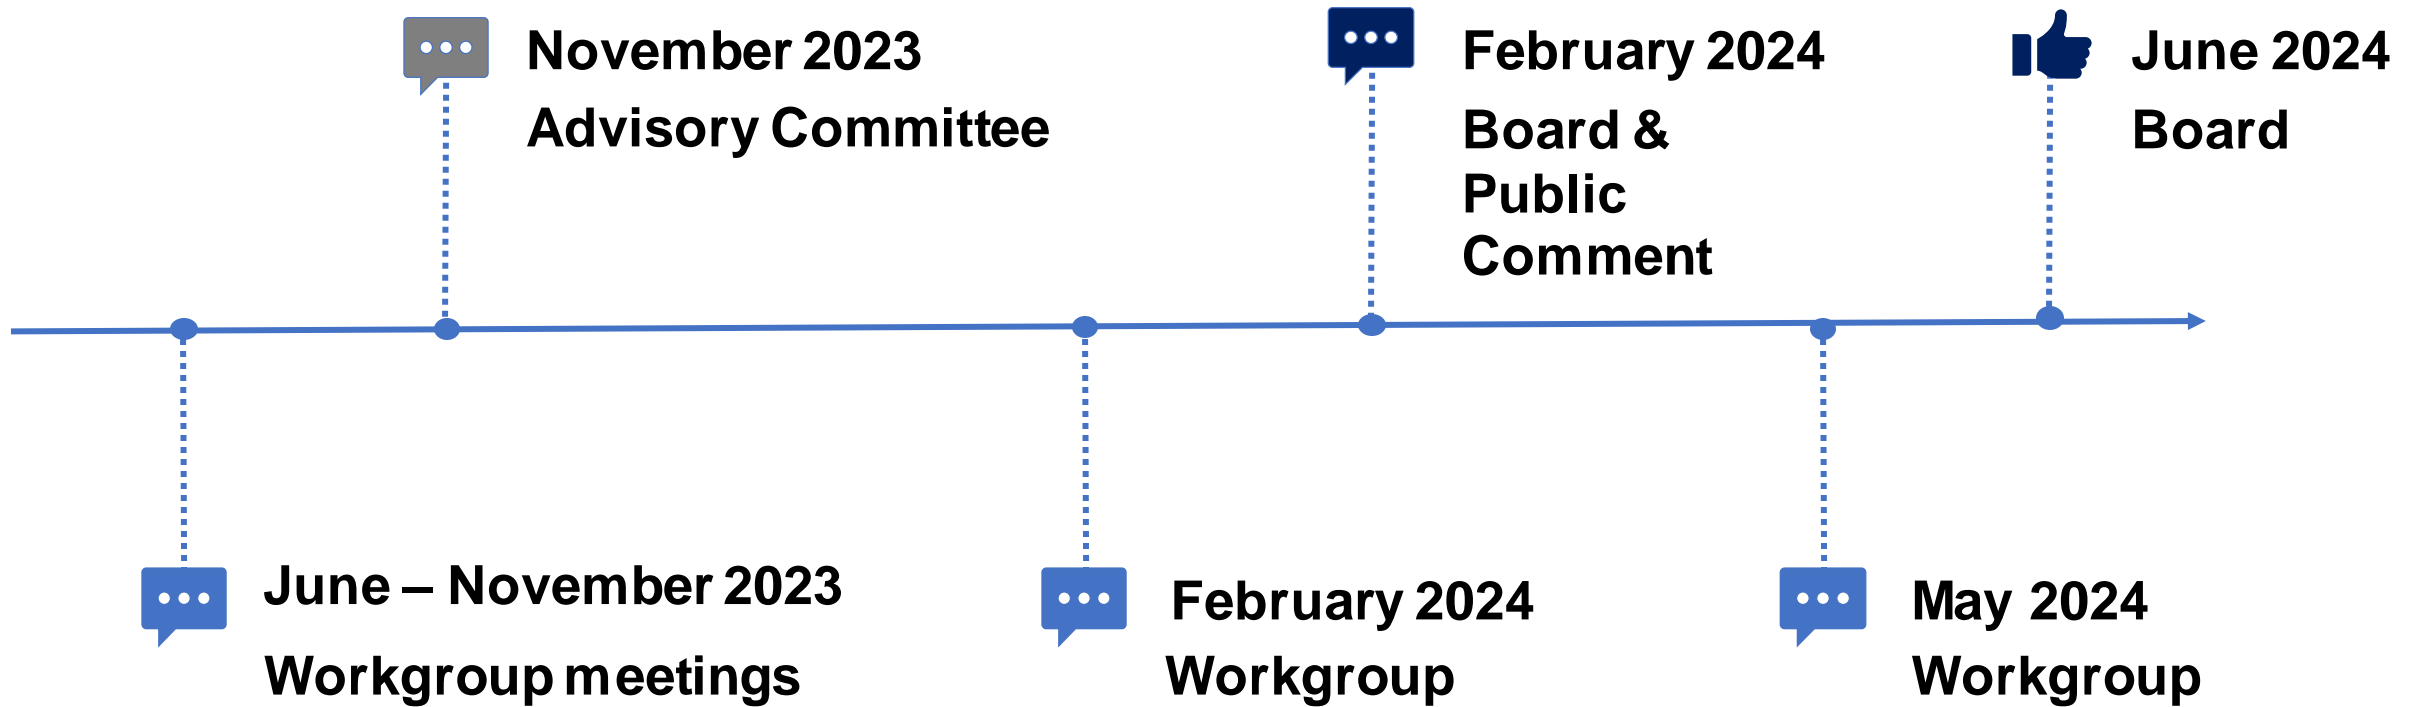 November 2023
Advisory Committee
February 2024
Board &
Public
Comment
June 2024
Board
June – November 2023
Workgroup meetings
February 2024
Workgroup
May 2024
Workgroup